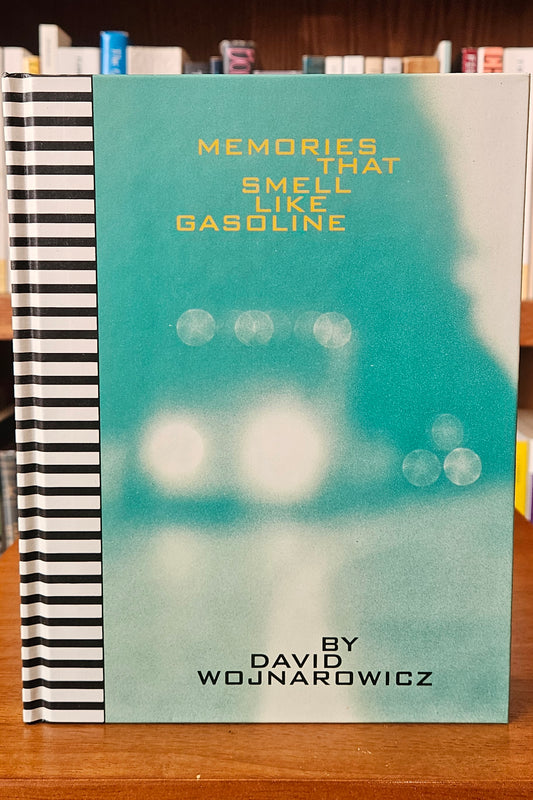 MEMORIES
THAT
SMELL
LIKE
GASOLINE
BY
DAVID
WOJNAROWICZ